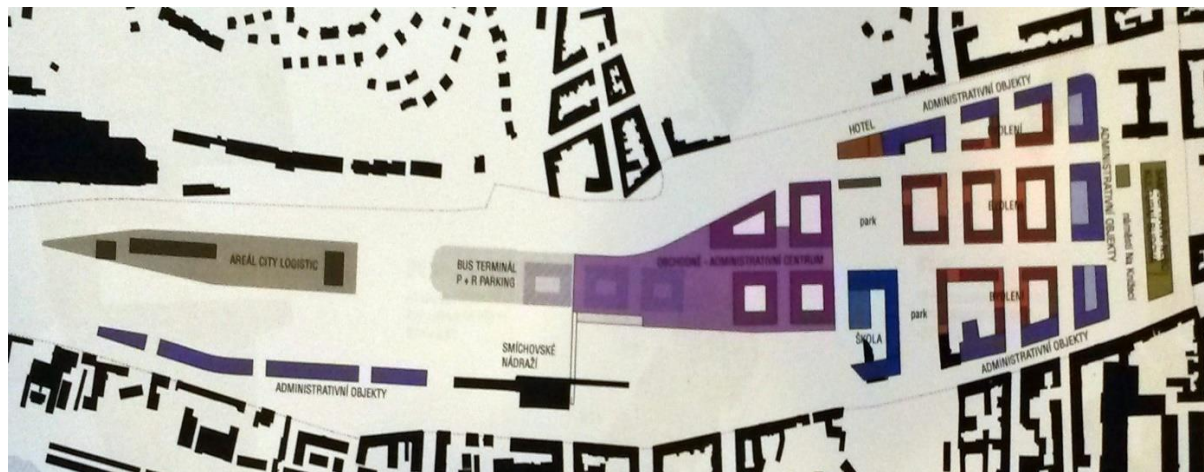 ADMINISTRATIVNÍ OBJEKTY
HOTEL
BYDLENÍ
ADMINISTRATIVNÍ OBJEKTY
park
BYDLENÍ
náměstí Na Knížecí
AREÁL CITY LOGISTIC
BUS TERMINÁL
P + R PARKING
OBCHODNĚ - ADMINISTRATIVNÍ CENTRUM
park
BYDLENÍ
ŠKOLA
SMÍCHOVSKÉ
NÁDRAŽÍ
ADMINISTRATIVNÍ OBJEKTY
ADMINISTRATIVNÍ OBJEKTY